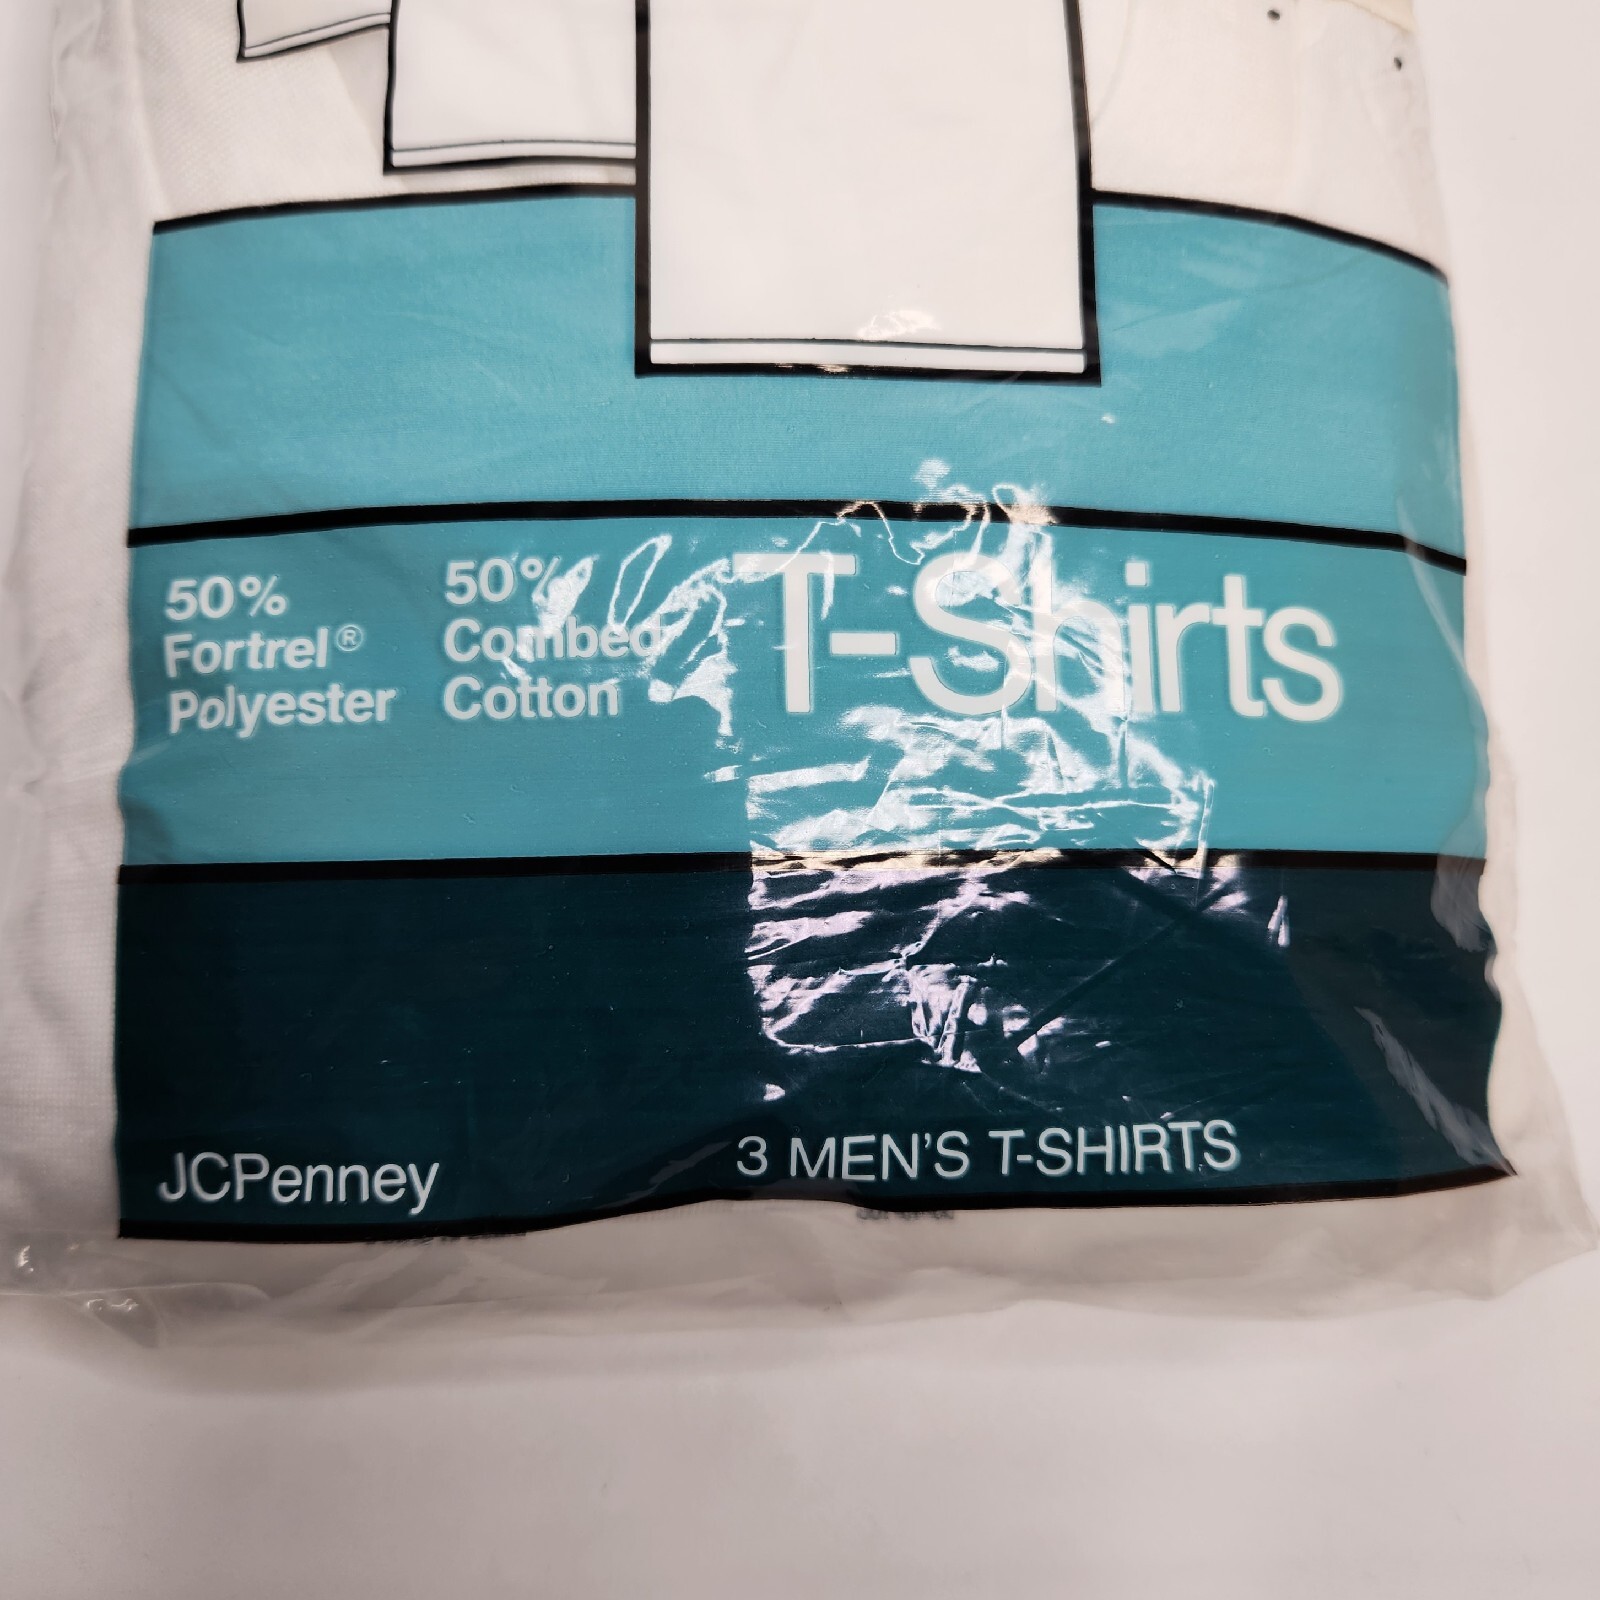 50%
Fortrel®
Polyester
50%
Combed
Cotton
T-Shirts
JCPenney
3 MEN'S T-SHIRTS